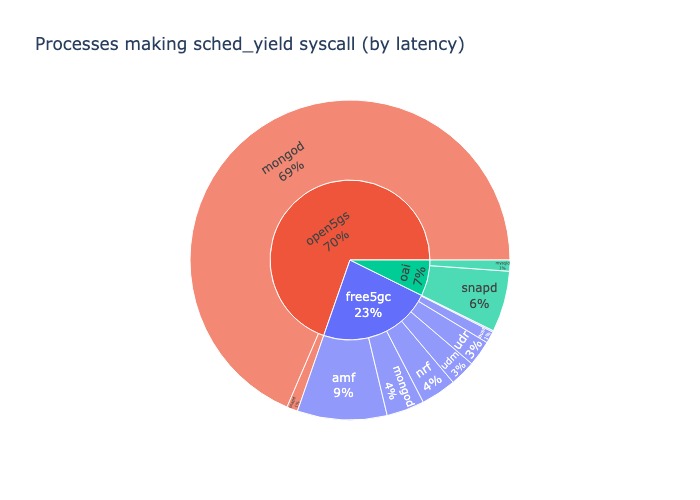 Processes making sched_yield syscall (by latency)
mongod
69%
open5gs
70%
oai
7%
snapd
6%
free5gc
23%
amf
9%
mongod
4%
nrf
4%
udm
3%
udr
3%